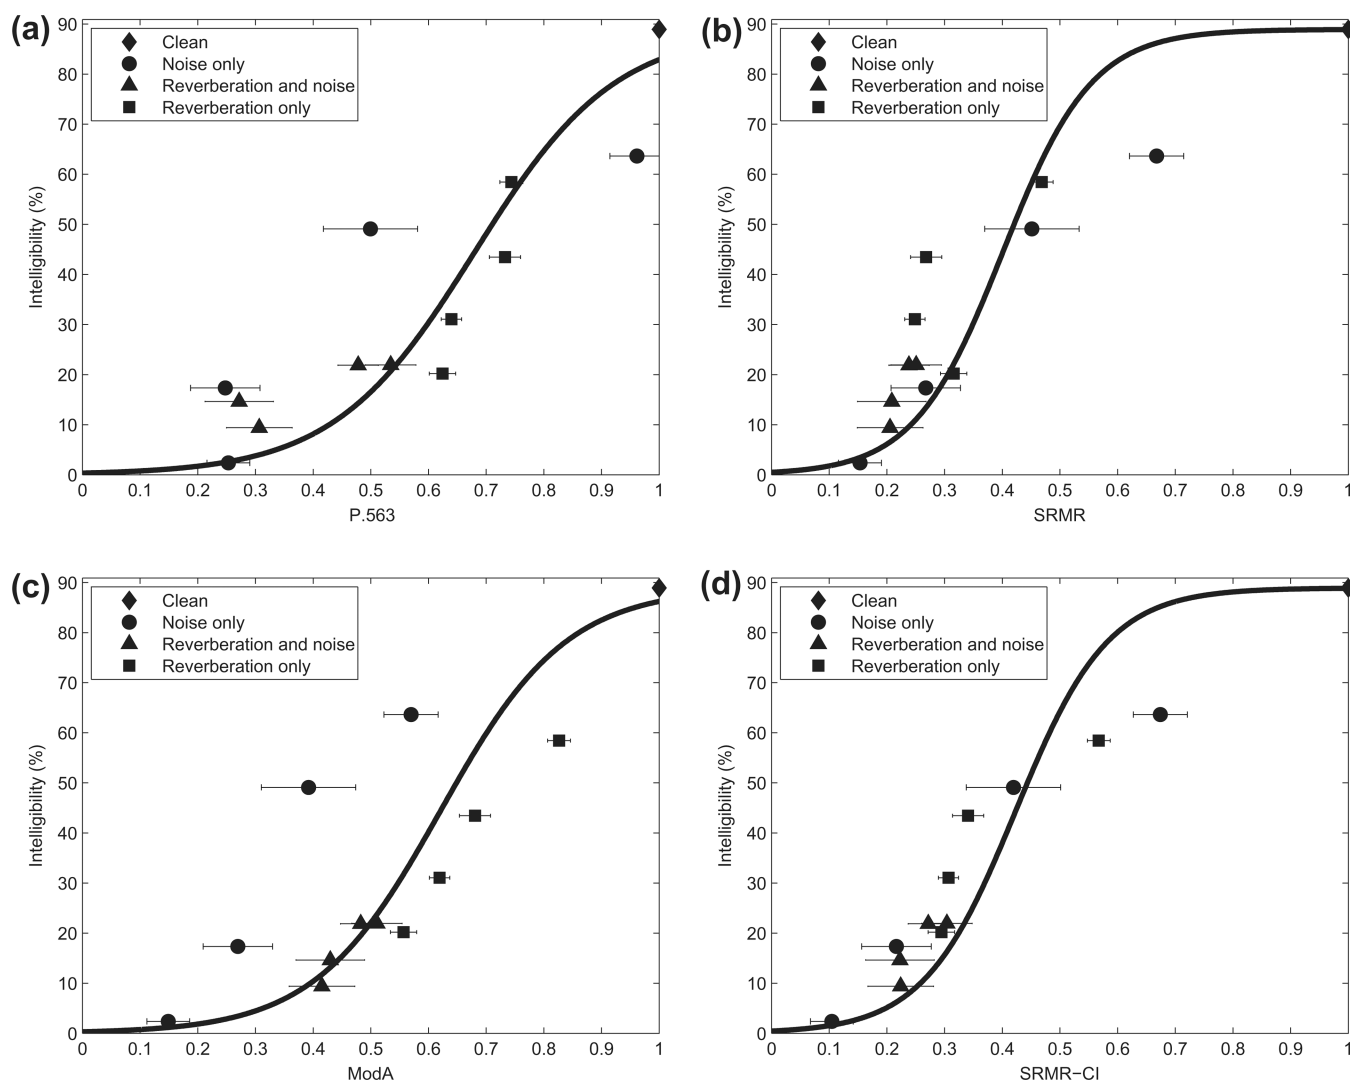 (a)
90
80
70
60
50
40
30
20
10
0
Intelligibility (%)
Clean
Noise only
Reverberation and noise
Reverberation only
0 0.1 0.2 0.3 0.4 0.5 0.6 0.7 0.8 0.9 1
P.563
(b)
90
80
70
60
50
40
30
20
10
0
Intelligibility (%)
Clean
Noise only
Reverberation and noise
Reverberation only
0 0.1 0.2 0.3 0.4 0.5 0.6 0.7 0.8 0.9 1
SRMR
(c)
90
80
70
60
50
40
30
20
10
0
Intelligibility (%)
Clean
Noise only
Reverberation and noise
Reverberation only
0 0.1 0.2 0.3 0.4 0.5 0.6 0.7 0.8 0.9 1
ModA
(d)
90
80
70
60
50
40
30
20
10
0
Intelligibility (%)
Clean
Noise only
Reverberation and noise
Reverberation only
0 0.1 0.2 0.3 0.4 0.5 0.6 0.7 0.8 0.9 1
SRMR−CI